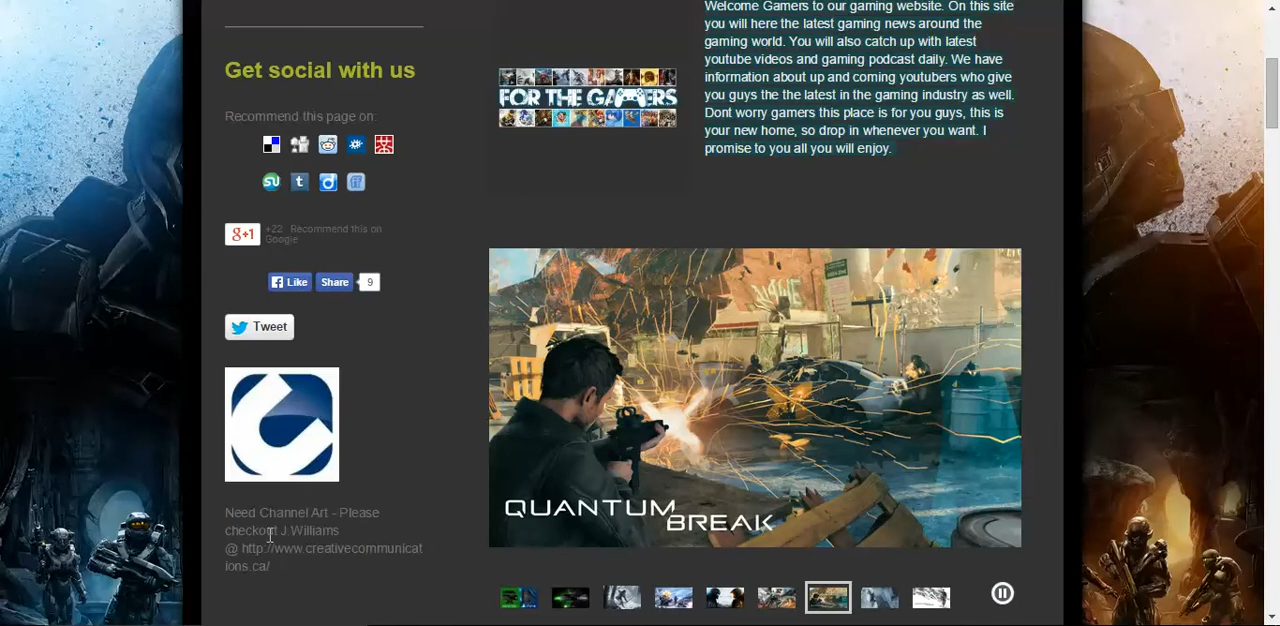 Get social with us
Recommend this page on:
t
g+1
+22 Recommend this on
Google
Like
Share
9
Tweet
Need Channel Art - Please
checkout J.Williams
@ http://www.creativecommunicat
ions.ca/
FOR THE GAMERS
Welcome Gamers to our gaming website. On this site
you will here the latest gaming news around the
gaming world. You will also catch up with latest
youtube videos and gaming podcast daily. We have
information about up and coming youtubers who give
you guys the the latest in the gaming industry as well.
Dont worry gamers this place is for you guys, this is
your new home, so drop in whenever you want. I
promise to you all you will enjoy.
QUANTUM
BREAK